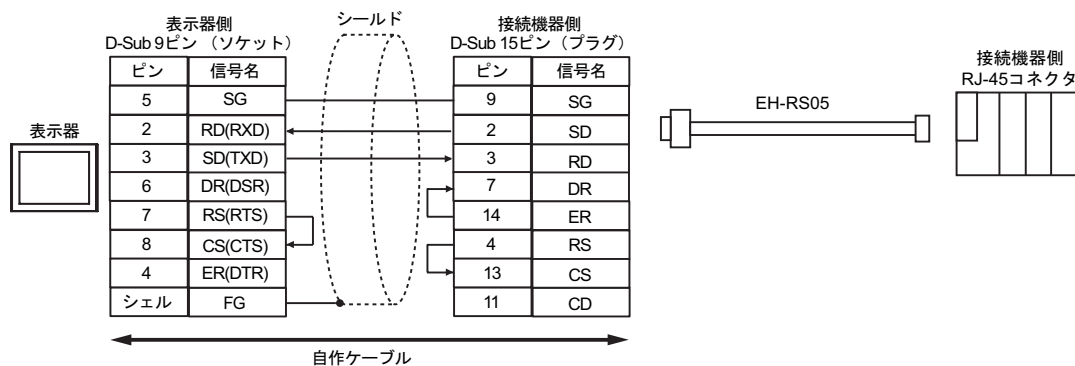 表示器
表示器側
D-Sub 9ピン （ソケット）
ピン 信号名
5 SG
2 RD(RXD)
3 SD(TXD)
6 DR(DSR)
7 RS(RTS)
8 CS(CTS)
4 ER(DTR)
シェル FG
シールド
接続機器側
D-Sub 15ピン （プラグ）
ピン 信号名
9 SG
2 SD
3 RD
7 DR
14 ER
4 RS
13 CS
11 CD
自作ケーブル
EH-RS05
接続機器側
RJ-45コネクタ